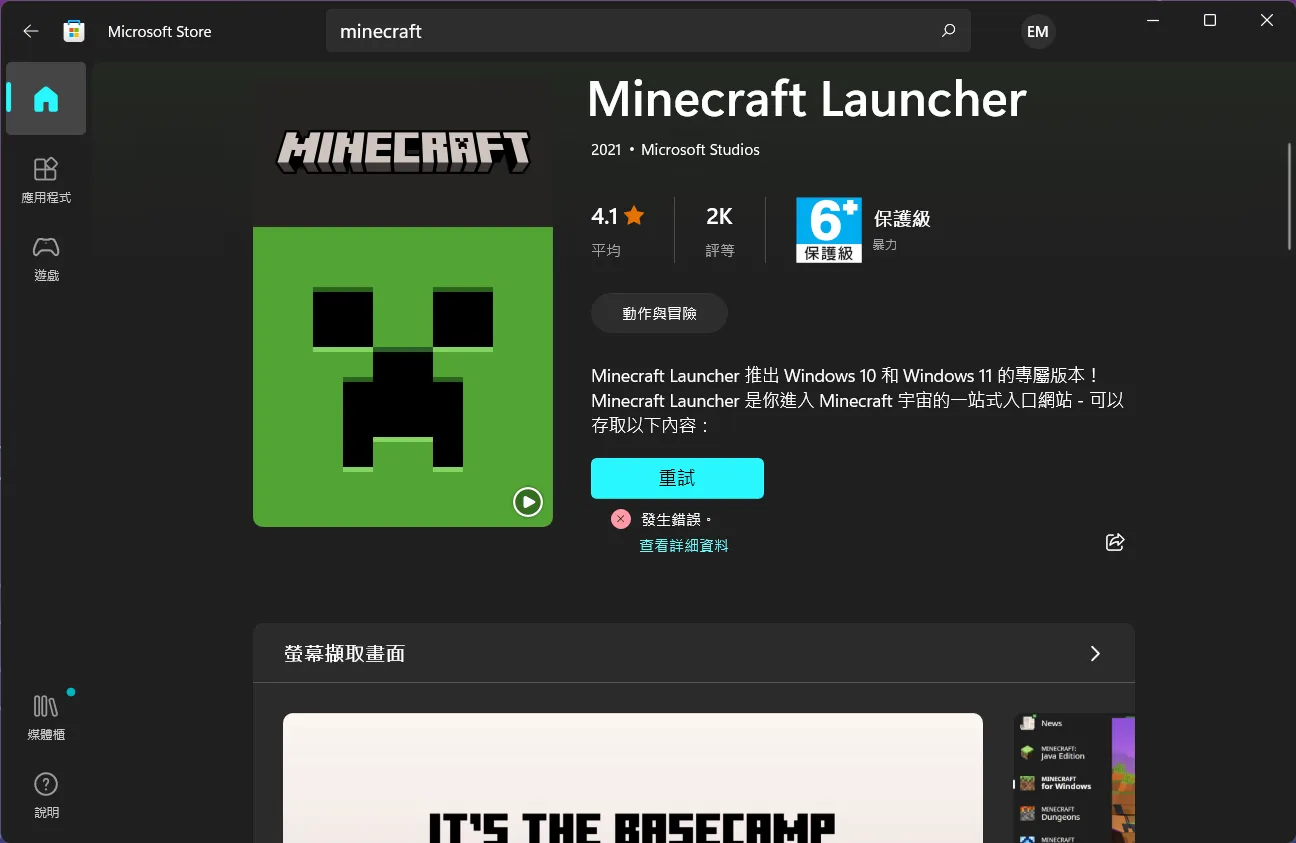 Microsoft Store
minecraft
EM
應用程式
遊戲
媒體櫃
說明
MINECRAFT
Minecraft Launcher
2021 • Microsoft Studios
4.1
平均
2K
評等
6+
保護級
保護級
暴力
動作與冒險
Minecraft Launcher 推出 Windows 10 和 Windows 11 的專屬版本！
Minecraft Launcher 是你進入 Minecraft 宇宙的一站式入口網站 - 可以
存取以下內容：
重試
發生錯誤。
查看詳細資料
螢幕擷取畫面
IT'S THE BASECAMP
News
MINECRAFT:
Java Edition
MINECRAFT
for Windows
MINECRAFT
Dungeons
MINECRAFT